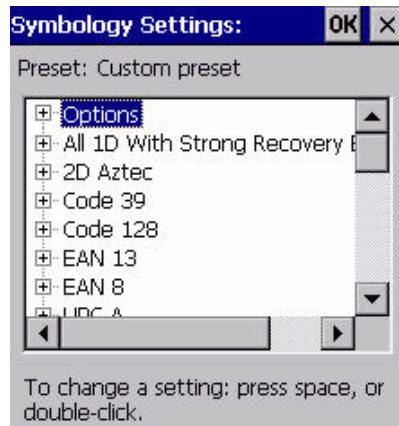 Symbology Settings: OK ×
Preset: Custom preset
Options
All 1D With Strong Recovery
2D Aztec
Code 39
Code 128
EAN 13
EAN 8
UPC A
To change a setting: press space, or
double-click.